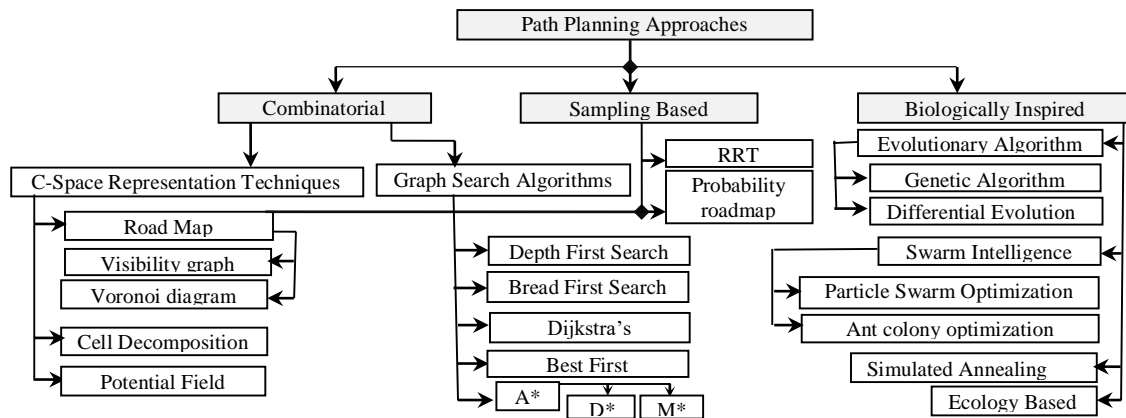 Path Planning Approaches
Combinatorial
Sampling Based
Biologically Inspired
C-Space Representation Techniques
Road Map
Visibility graph
Voronoi diagram
Cell Decomposition
Potential Field
Graph Search Algorithms
Depth First Search
Bread First Search
Dijkstra's
Best First
A*
D*
M*
RRT
Probability
roadmap
Evolutionary Algorithm
Genetic Algorithm
Differential Evolution
Swarm Intelligence
Particle Swarm Optimization
Ant colony optimization
Simulated Annealing
Ecology Based